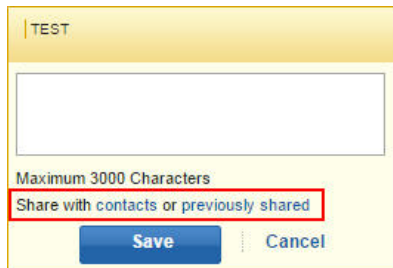 TEST
Maximum 3000 Characters
Share with contacts or previously shared
Save Cancel